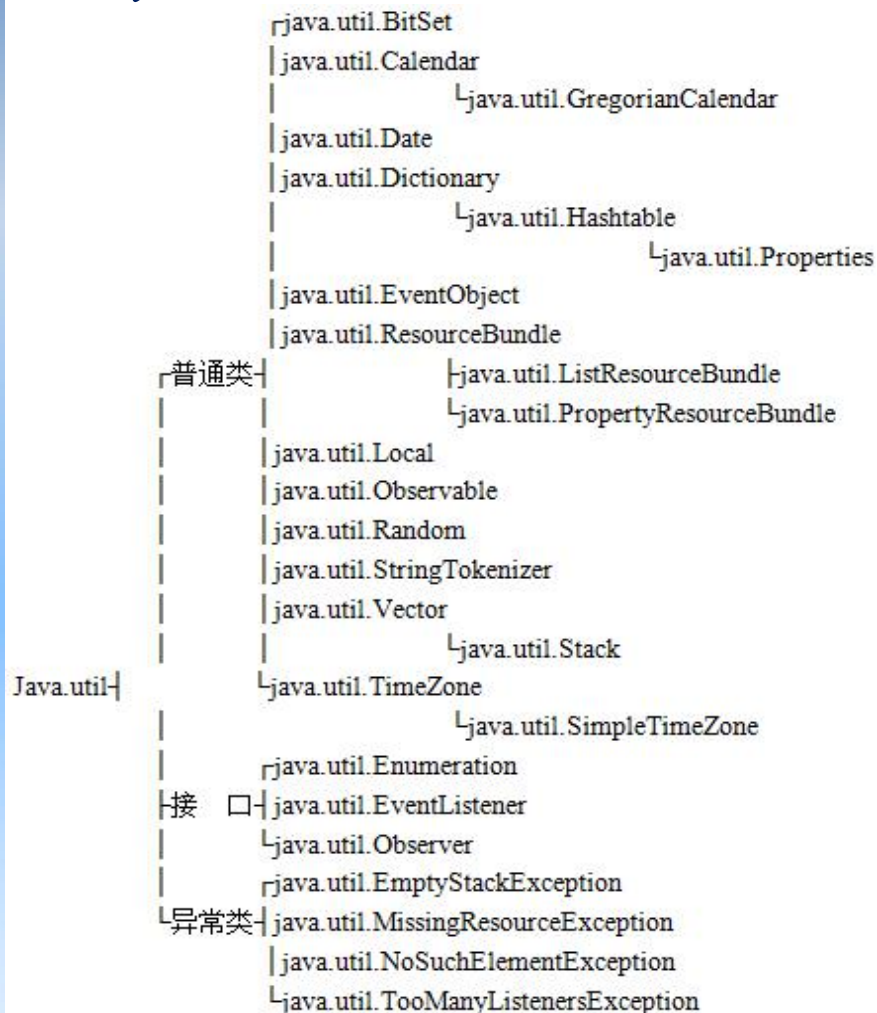 java.util.BitSet
java.util.Calendar
java.util.GregorianCalendar
java.util.Date
java.util.Dictionary
java.util.Hashtable
java.util.Properties
java.util.EventObject
java.util.ResourceBundle
普通类 java.util.ListResourceBundle
java.util.PropertyResourceBundle
java.util.Local
java.util.Observable
java.util.Random
java.util.StringTokenizer
java.util.Vector
java.util.Stack
Java.util java.util.TimeZone
java.util.SimpleTimeZone
java.util.Enumeration
接 口 java.util.EventListener
java.util.Observer
java.util.EmptyStackException
异常类 java.util.MissingResourceException
java.util.NoSuchElementException
java.util.TooManyListenersException